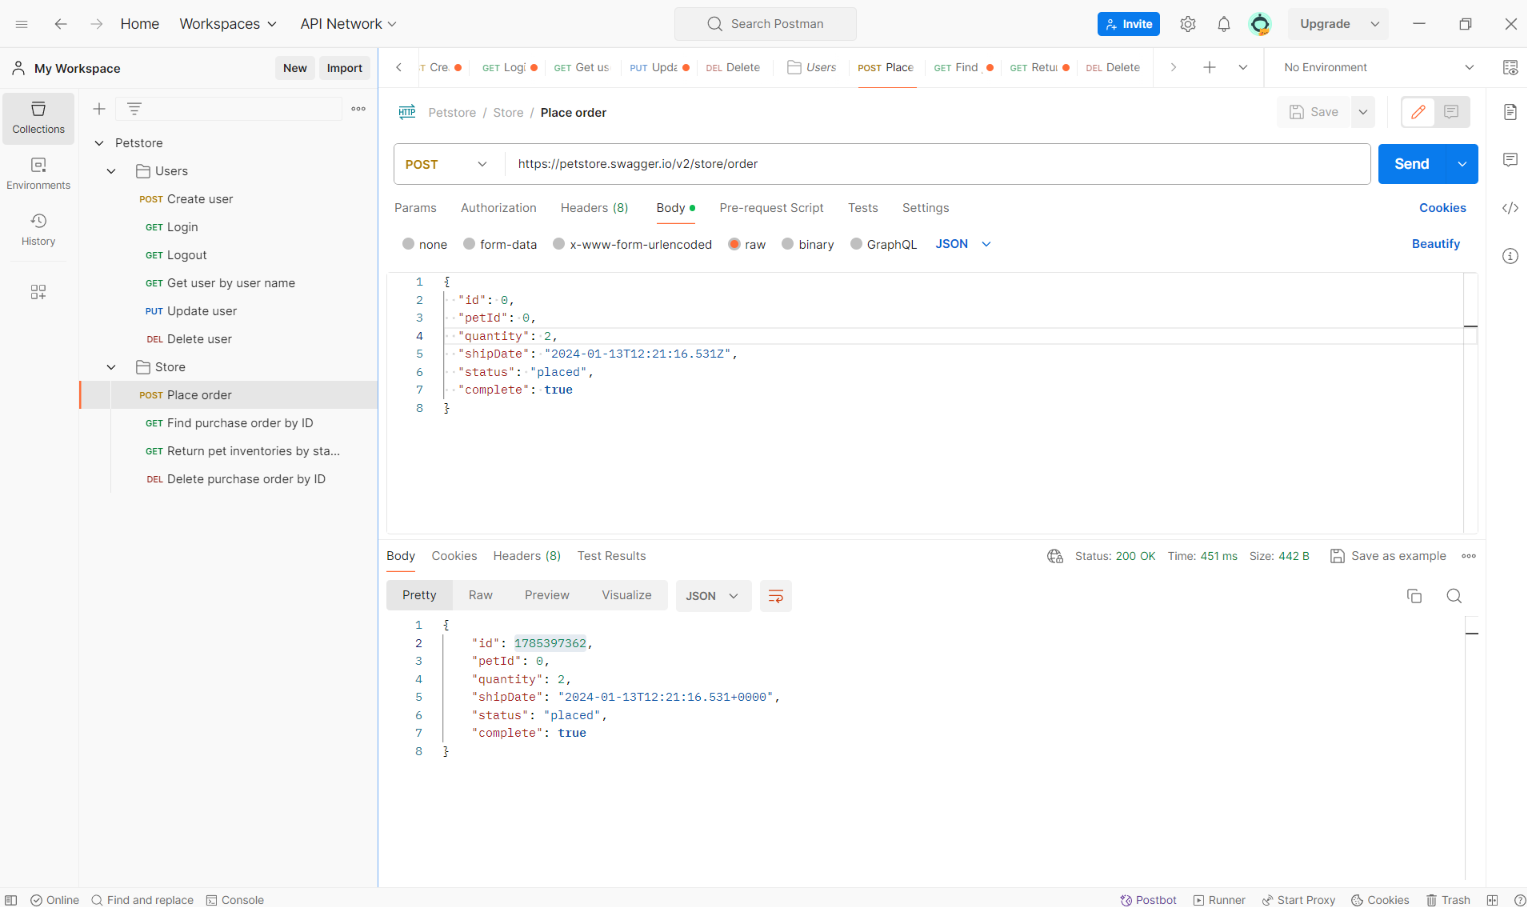 Home Workspaces API Network Search Postman Invite Upgrade
My Workspace New Import
Cre. GET Logi GET Get us PUT Upda DEL Delete Users POST Place GET Find GET Retur DEL Delete No Environment
Collections
Environments
History
Petstore
Users
POST Create user
GET Login
GET Logout
GET Get user by user name
PUT Update user
DEL Delete user
Store
POST Place order
GET Find purchase order by ID
GET Return pet inventories by sta...
DEL Delete purchase order by ID
HTTP Petstore / Store / Place order Save
POST https://petstore.swagger.io/v2/store/order Send
Params Authorization Headers (8) Body Pre-request Script Tests Settings Cookies
none form-data x-www-form-urlencoded raw binary GraphQL JSON Beautify
1 {
2 "id": 0,
3 "petId": 0,
4 "quantity": 2,
5 "shipDate": "2024-01-13T12:21:16.531Z",
6 "status": "placed",
7 "complete": true
8 }
Body Cookies Headers (8) Test Results Status: 200 OK Time: 451 ms Size: 442 B Save as example
Pretty Raw Preview Visualize JSON
1 {
2 "id": 1785397362,
3 "petId": 0,
4 "quantity": 2,
5 "shipDate": "2024-01-13T12:21:16.531+0000",
6 "status": "placed",
7 "complete": true
8 }
Online Find and replace Console Postbot Runner Start Proxy Cookies Trash